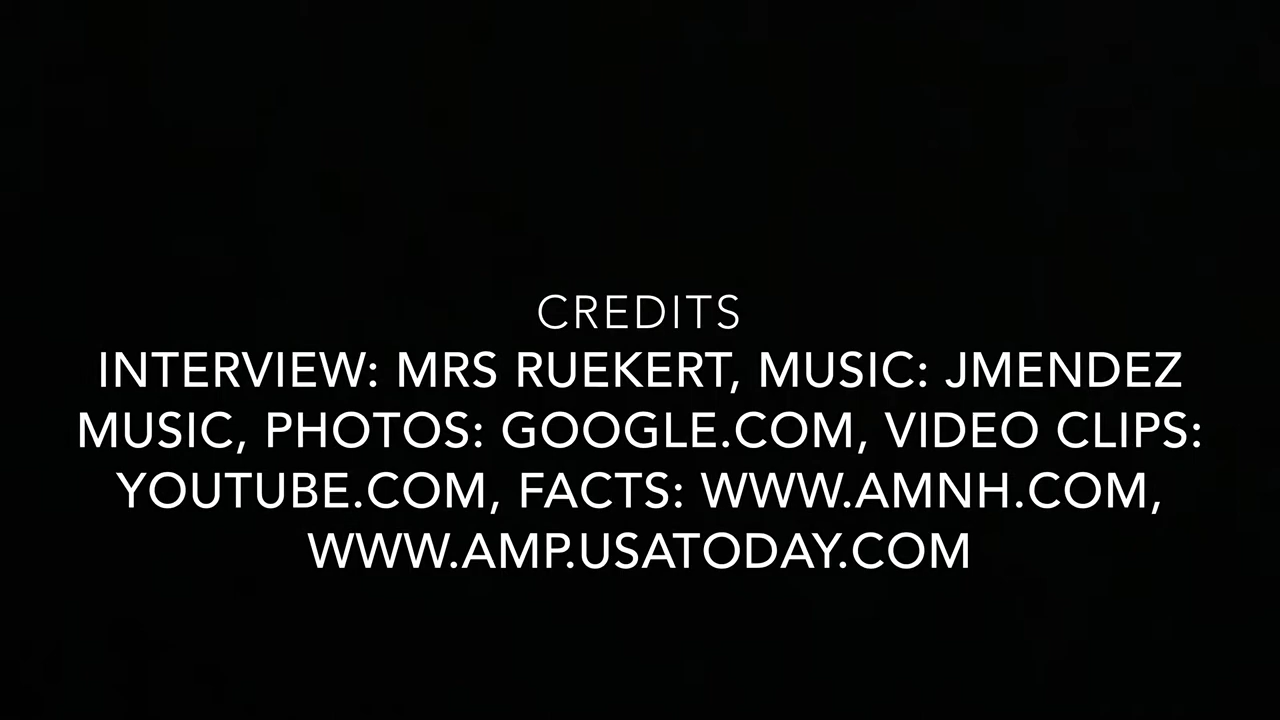 CREDITS
INTERVIEW: MRS RUEKERT, MUSIC: JMENDEZ
MUSIC, PHOTOS: GOOGLE.COM, VIDEO CLIPS:
YOUTUBE.COM, FACTS: WWW.AMNH.COM,
WWW.AMP.USATODAY.COM